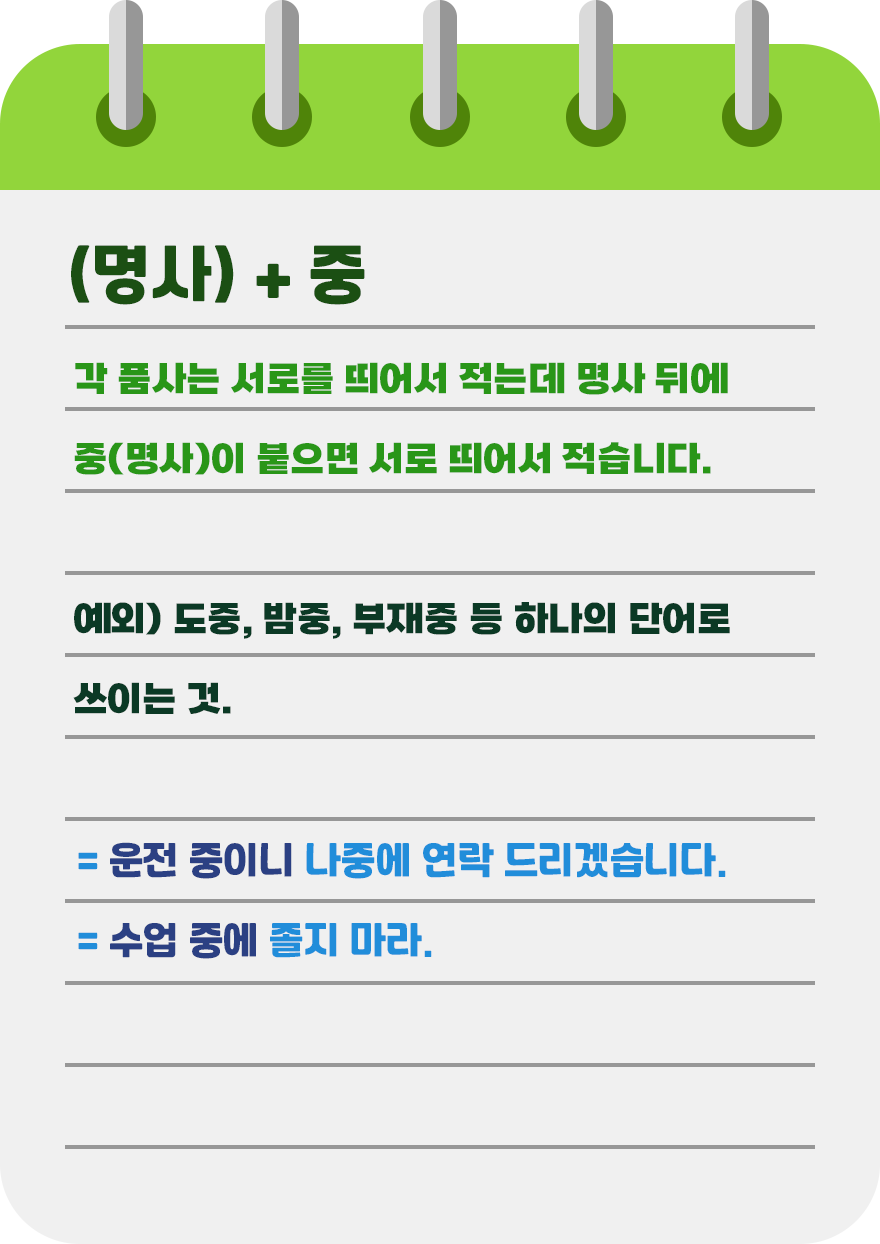 (명사) + 중
각 품사는 서로를 띄어서 적는데 명사 뒤에
중(명사)이 붙으면 서로 띄어서 적습니다.
예외) 도중, 밤중, 부재중 등 하나의 단어로
쓰이는 것.
= 운전 중이니 나중에 연락 드리겠습니다.
= 수업 중에 졸지 마라.